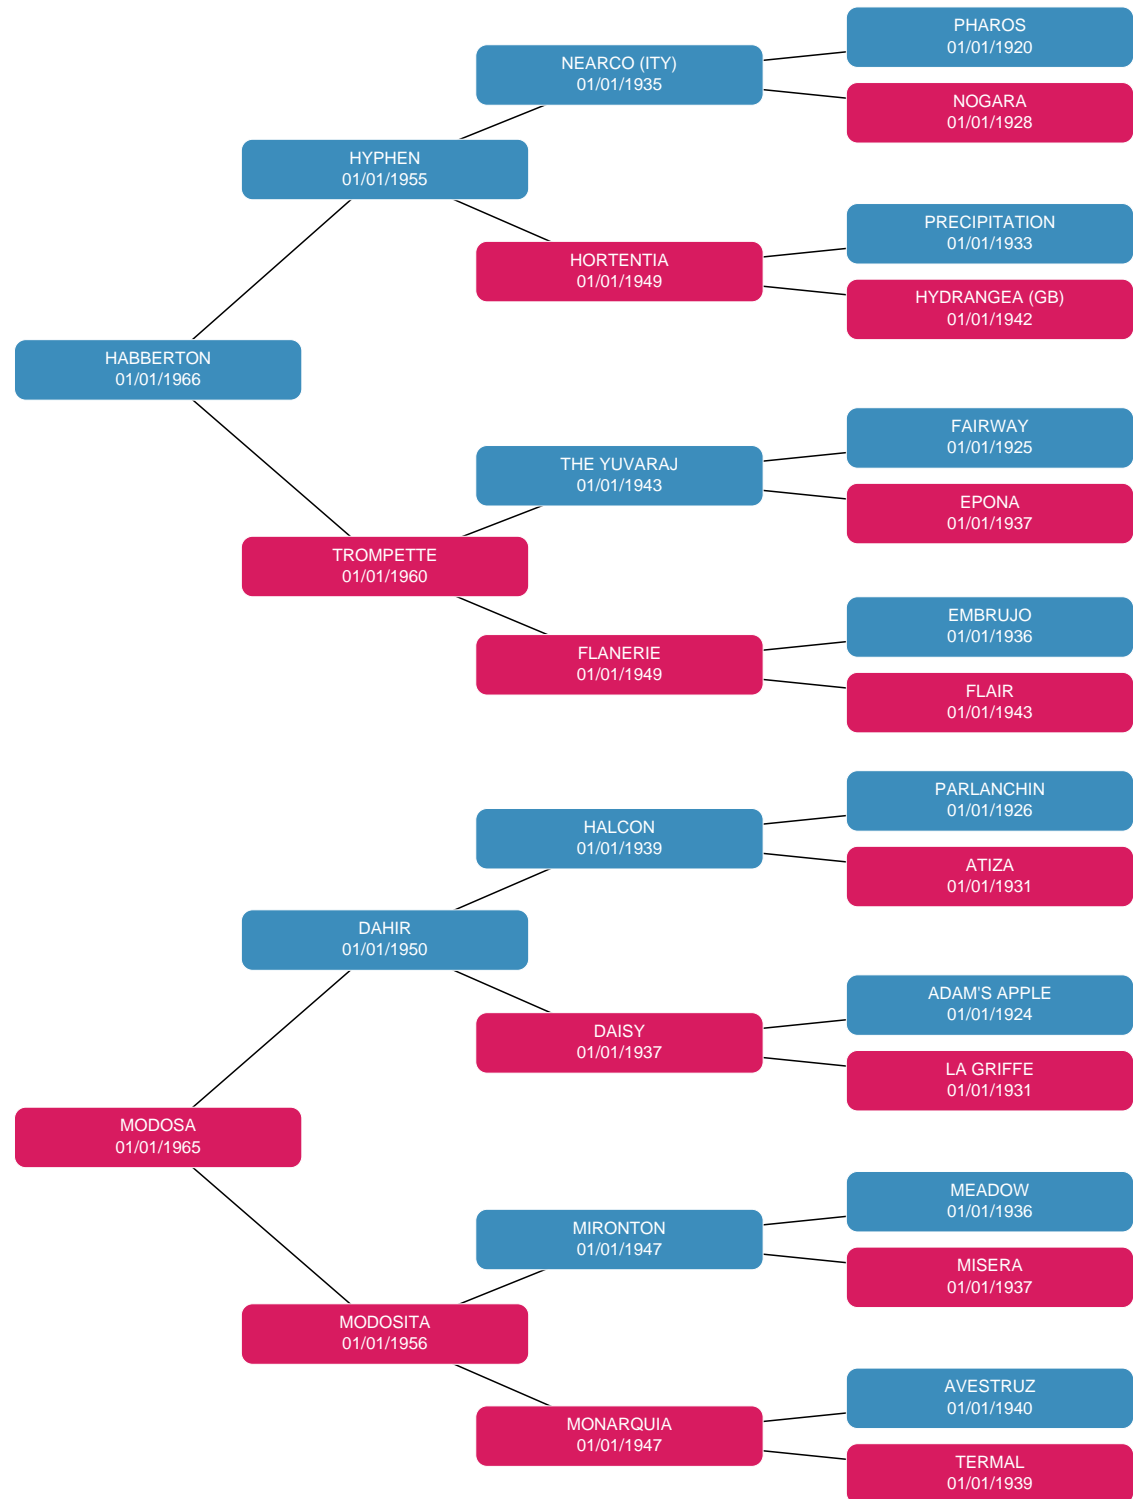 PHAROS
01/01/1920
NEARCO (ITY)
01/01/1935
NOGARA
01/01/1928
HYPHEN
01/01/1955
PRECIPITATION
01/01/1933
HORTENTIA
01/01/1949
HYDRANGEA (GB)
01/01/1942
HABBERTON
01/01/1966
FAIRWAY
01/01/1925
THE YUVARAJ
01/01/1943
EPONA
01/01/1937
TROMPETTE
01/01/1960
EMBRUJO
01/01/1936
FLANERIE
01/01/1949
FLAIR
01/01/1943
PARLANCHIN
01/01/1926
HALCON
01/01/1939
ATIZA
01/01/1931
DAHIR
01/01/1950
ADAM'S APPLE
01/01/1924
DAISY
01/01/1937
LA GRIFFE
01/01/1931
MODOSA
01/01/1965
MEADOW
01/01/1936
MIRONTON
01/01/1947
MISERA
01/01/1937
MODOSITA
01/01/1956
AVESTRUZ
01/01/1940
MONARQUIA
01/01/1947
TERMAL
01/01/1939